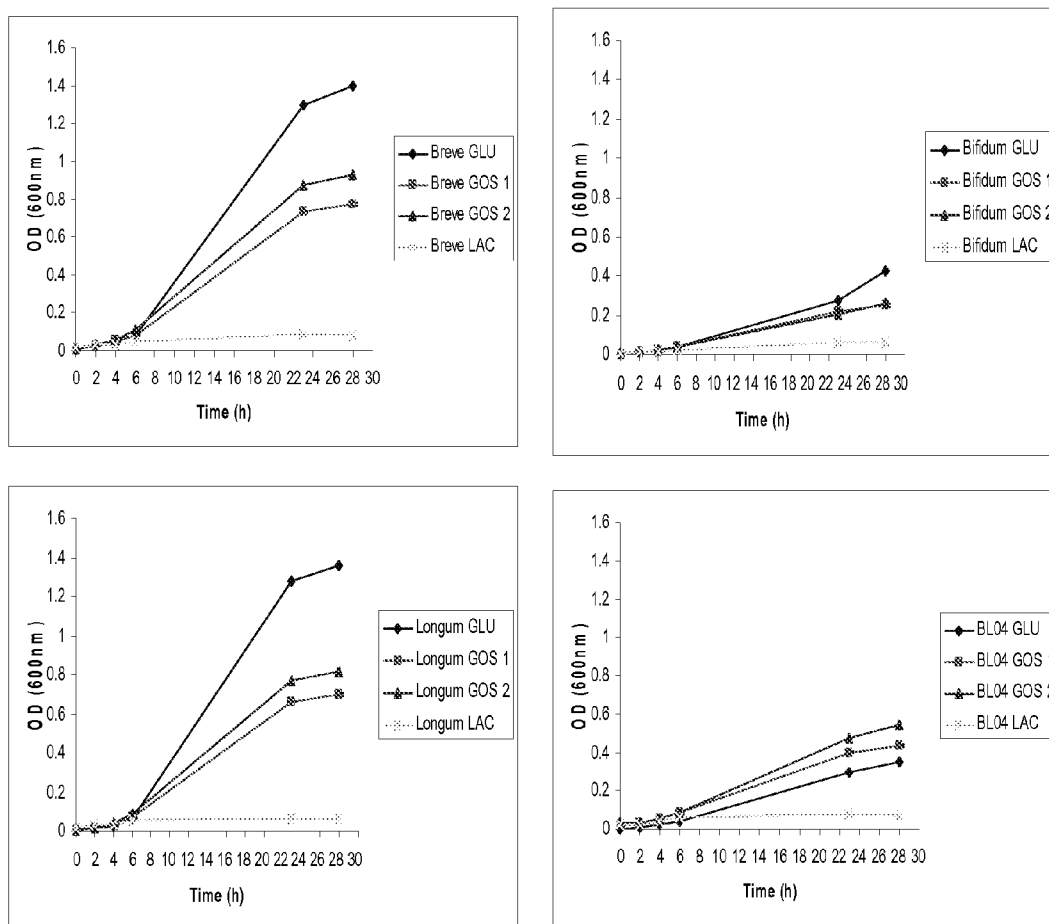 1.6
1.4
1.2
1
0.8
0.6
0.4
0.2
0
OD (600nm)
0 2 4 6 8 10 12 14 16 18 20 22 24 26 28 30
Time (h)
Breve GLU
Breve GOS 1
Breve GOS 2
Breve LAC
1.6
1.4
1.2
1
0.8
0.6
0.4
0.2
0
OD (600nm)
0 2 4 6 8 10 12 14 16 18 20 22 24 26 28 30
Time (h)
Bifidum GLU
Bifidum GOS 1
Bifidum GOS 2
Bifidum LAC
1.6
1.4
1.2
1
0.8
0.6
0.4
0.2
0
OD (600nm)
0 2 4 6 8 10 12 14 16 18 20 22 24 26 28 30
Time (h)
Longum GLU
Longum GOS 1
Longum GOS 2
Longum LAC
1.6
1.4
1.2
1
0.8
0.6
0.4
0.2
0
OD (600nm)
0 2 4 6 8 10 12 14 16 18 20 22 24 26 28 30
Time (h)
BL04 GLU
BL04 GOS 1
BL04 GOS 2
BL04 LAC